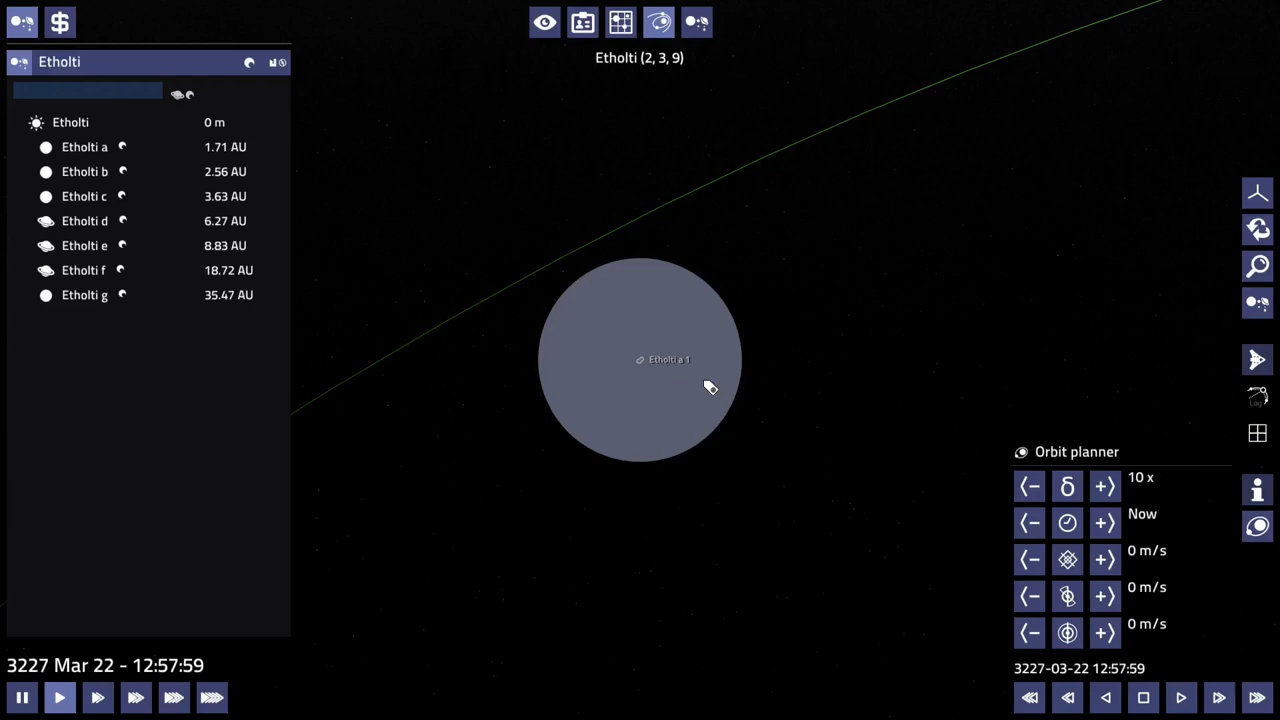 Etholti (2, 3, 9)
Etholti
Etholti 0 m
Etholti a 1.71 AU
Etholti b 2.56 AU
Etholti c 3.63 AU
Etholti d 6.27 AU
Etholti e 8.83 AU
Etholti f 18.72 AU
Etholti g 35.47 AU
Etholti a 1
Lag
Orbit planner
10 x
Now
0 m/s
0 m/s
0 m/s
3227 Mar 22 - 12:57:59
3227-03-22 12:57:59